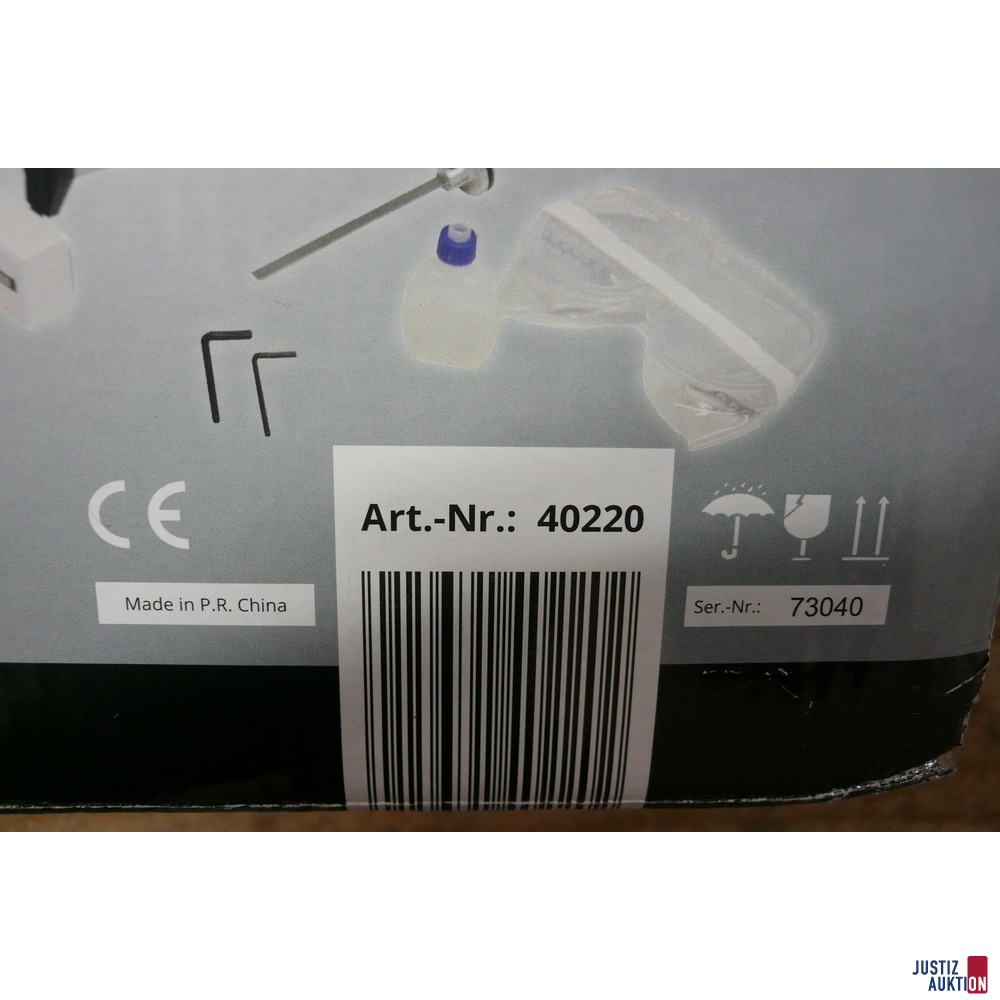 Art.-Nr.: 40220
CE
Made in P.R. China
Ser.-Nr.: 73040
JUSTIZ
AUKTION